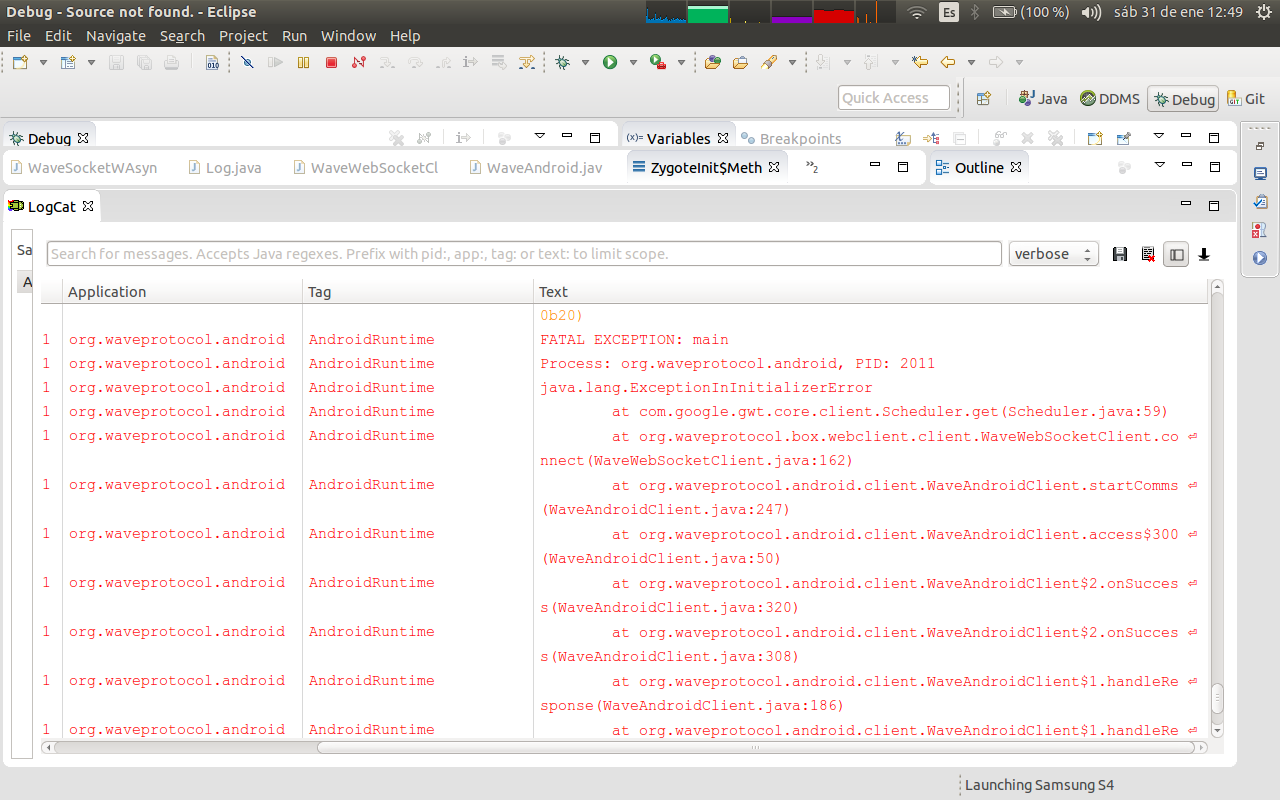 Debug - Source not found. - Eclipse
Es
(100 %)
sáb 31 de ene 12:49
File Edit Navigate Search Project Run Window Help
010
Quick Access
Java
DDMS
Debug
Git
Debug
(x)= Variables
Breakpoints
WaveSocketWAsyn
Log.java
WaveWebSocketCl
WaveAndroid.jav
ZygoteInit$Meth
»2
Outline
LogCat
Sa
Search for messages. Accepts Java regexes. Prefix with pid:, app:, tag: or text: to limit scope.
verbose
A
Application Tag Text
0b20)
1 org.waveprotocol.android AndroidRuntime FATAL EXCEPTION: main
1 org.waveprotocol.android AndroidRuntime Process: org.waveprotocol.android, PID: 2011
1 org.waveprotocol.android AndroidRuntime java.lang.ExceptionInInitializerError
1 org.waveprotocol.android AndroidRuntime at com.google.gwt.core.client.Scheduler.get(Scheduler.java:59)
1 org.waveprotocol.android AndroidRuntime at org.waveprotocol.box.webclient.client.WaveWebSocketClient.co
nnect(WaveWebSocketClient.java:162)
1 org.waveprotocol.android AndroidRuntime at org.waveprotocol.android.client.WaveAndroidClient.startComms
(WaveAndroidClient.java:247)
1 org.waveprotocol.android AndroidRuntime at org.waveprotocol.android.client.WaveAndroidClient.access$300
(WaveAndroidClient.java:50)
1 org.waveprotocol.android AndroidRuntime at org.waveprotocol.android.client.WaveAndroidClient$2.onSucces
s(WaveAndroidClient.java:320)
1 org.waveprotocol.android AndroidRuntime at org.waveprotocol.android.client.WaveAndroidClient$2.onSucces
s(WaveAndroidClient.java:308)
1 org.waveprotocol.android AndroidRuntime at org.waveprotocol.android.client.WaveAndroidClient$1.handleRe
sponse(WaveAndroidClient.java:186)
1 org.waveprotocol.android AndroidRuntime at org.waveprotocol.android.client.WaveAndroidClient$1.handleRe
Launching Samsung S4